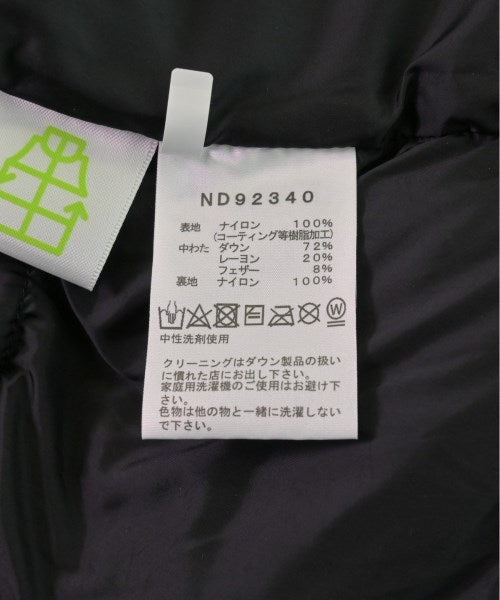 ND92340
表地 ナイロン 100%
(コーティング等樹脂加工)
中わた ダウン 72%
レーヨン 20%
フェザー 8%
裏地 ナイロン 100%
W
中性洗剤使用
クリーニングはダウン製品の扱い
に慣れた店にお出し下さい。
家庭用洗濯機のご使用はお避け下
さい。
色物は他の物と一緒に洗濯しない
で下さい。